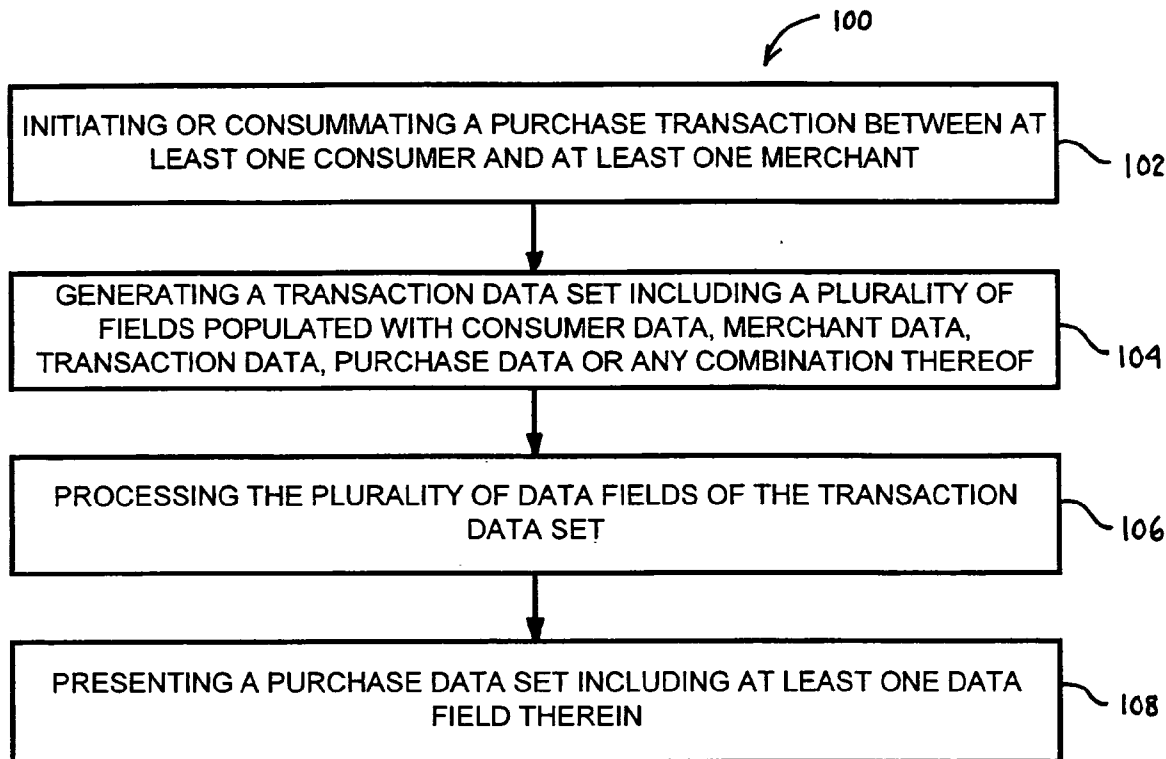 100
INITIATING OR CONSUMMATING A PURCHASE TRANSACTION BETWEEN AT
LEAST ONE CONSUMER AND AT LEAST ONE MERCHANT
102
GENERATING A TRANSACTION DATA SET INCLUDING A PLURALITY OF
FIELDS POPULATED WITH CONSUMER DATA, MERCHANT DATA,
TRANSACTION DATA, PURCHASE DATA OR ANY COMBINATION THEREOF
104
PROCESSING THE PLURALITY OF DATA FIELDS OF THE TRANSACTION
DATA SET
106
PRESENTING A PURCHASE DATA SET INCLUDING AT LEAST ONE DATA
FIELD THEREIN
108